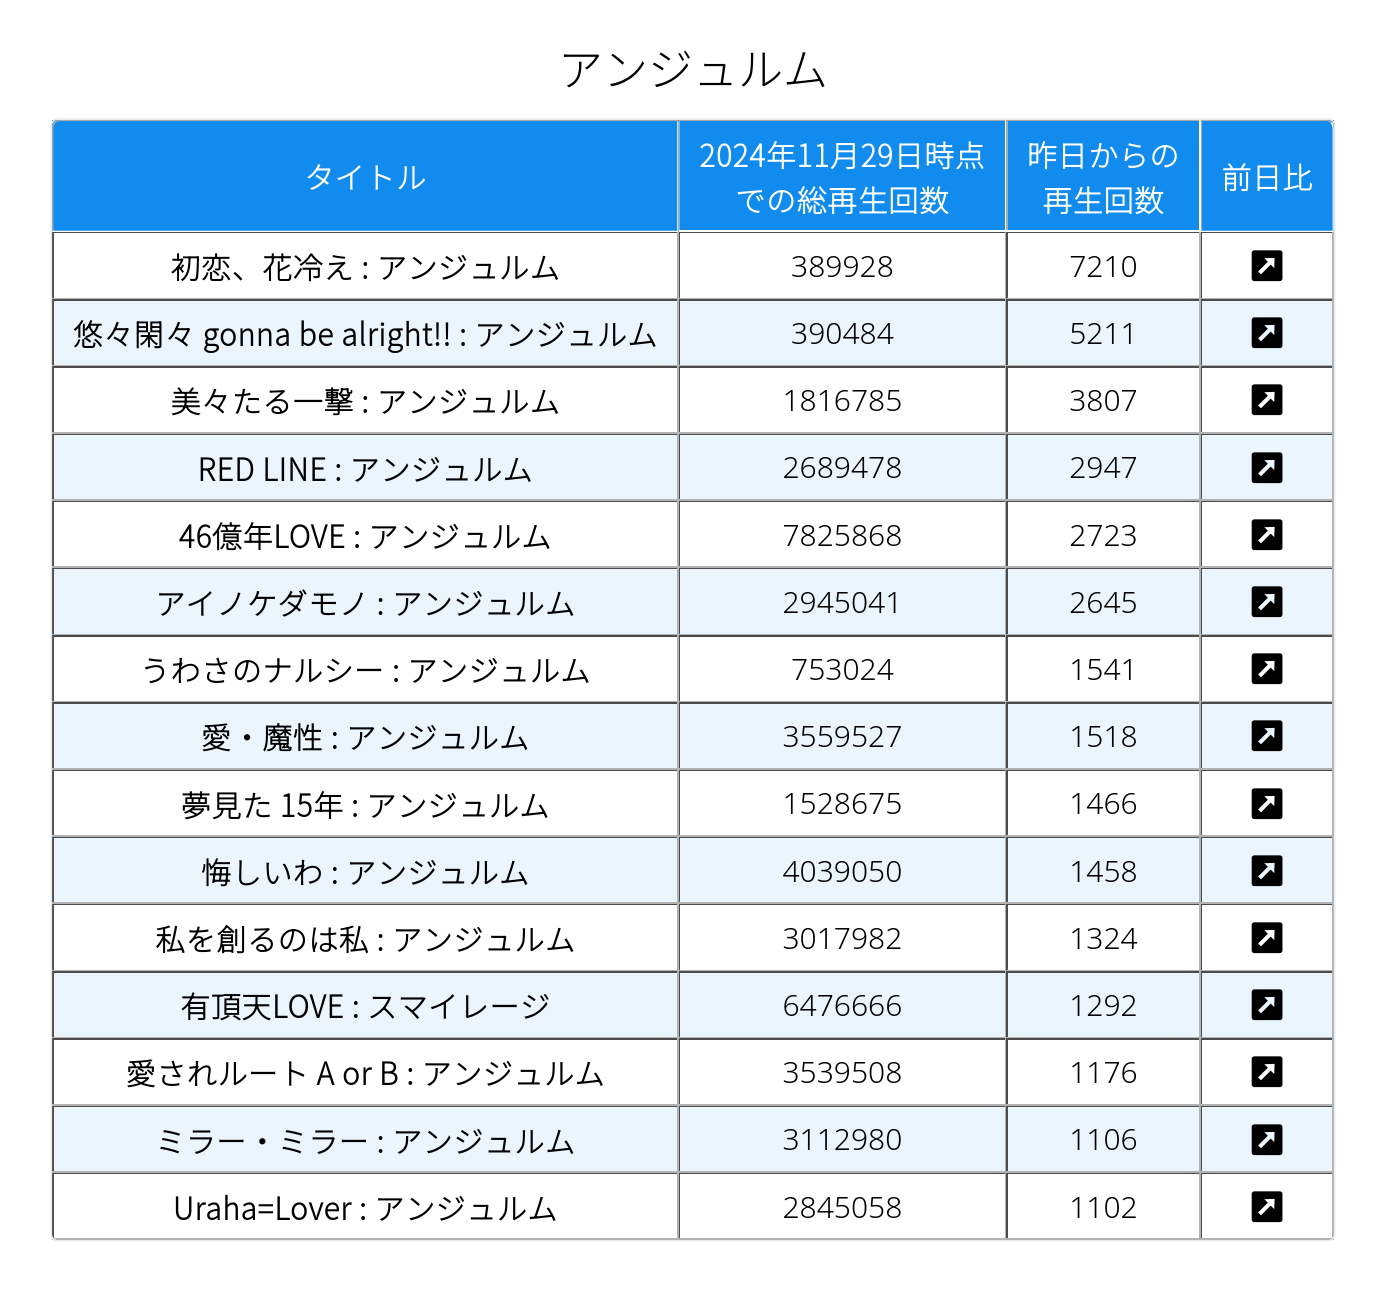 アンジュルム
タイトル
2024年11月29日時点
での総再生回数
昨日からの
再生回数
前日比
初恋、花冷え : アンジュルム 389928 7210
悠々閑々 gonna be alright!! : アンジュルム 390484 5211
美々たる一撃 : アンジュルム 1816785 3807
RED LINE : アンジュルム 2689478 2947
46億年LOVE : アンジュルム 7825868 2723
アイノケダモノ : アンジュルム 2945041 2645
うわさのナルシー : アンジュルム 753024 1541
愛・魔性 : アンジュルム 3559527 1518
夢見た 15年 : アンジュルム 1528675 1466
悔しいわ : アンジュルム 4039050 1458
私を創るのは私 : アンジュルム 3017982 1324
有頂天LOVE : スマイレージ 6476666 1292
愛されルート A or B : アンジュルム 3539508 1176
ミラー・ミラー : アンジュルム 3112980 1106
Uraha=Lover : アンジュルム 2845058 1102